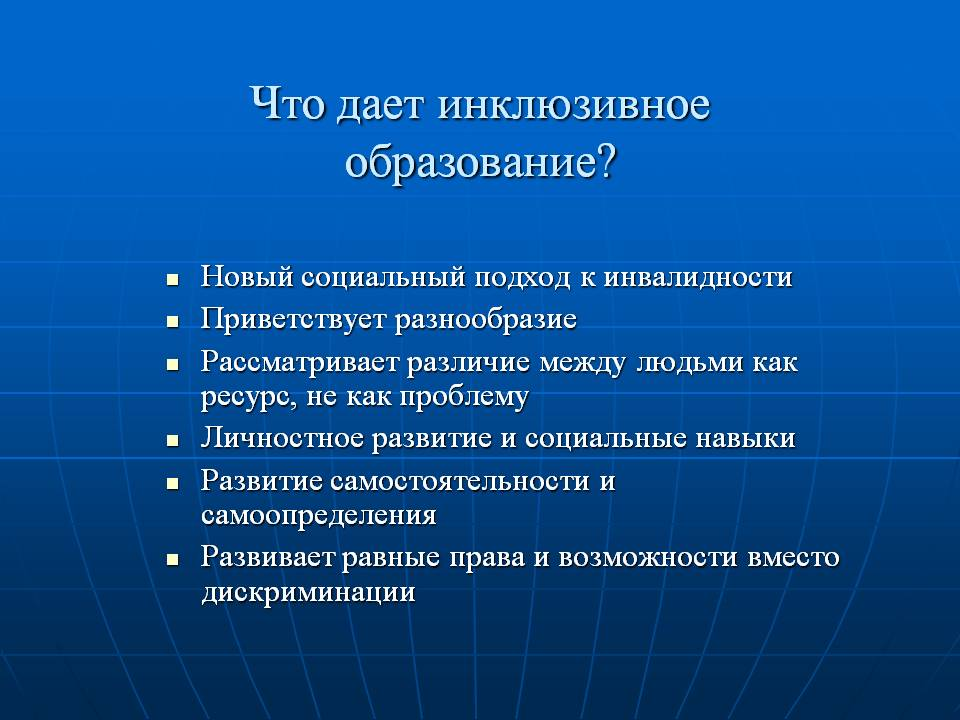 Что дает инклюзивное
образование?
Новый социальный подход к инвалидности
Приветствует разнообразие
Рассматривает различие между людьми как
ресурс, не как проблему
Личностное развитие и социальные навыки
Развитие самостоятельности и
самоопределения
Развивает равные права и возможности вместо
дискриминации